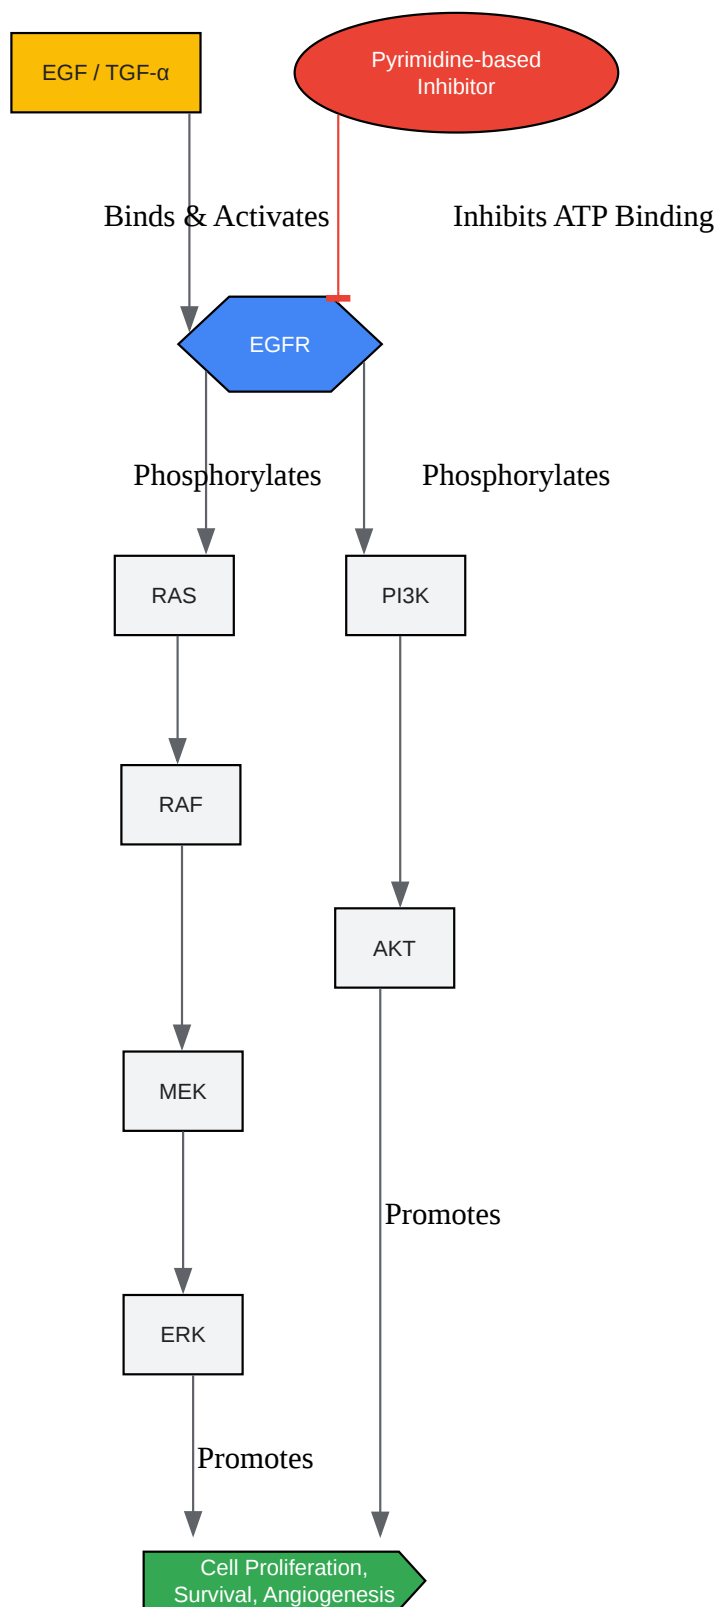 EGF / TGF-α
Pyrimidine-based
Inhibitor
Binds & Activates
Inhibits ATP Binding
EGFR
Phosphorylates
Phosphorylates
RAS
PI3K
RAF
AKT
MEK
Promotes
ERK
Promotes
Cell Proliferation,
Survival, Angiogenesis